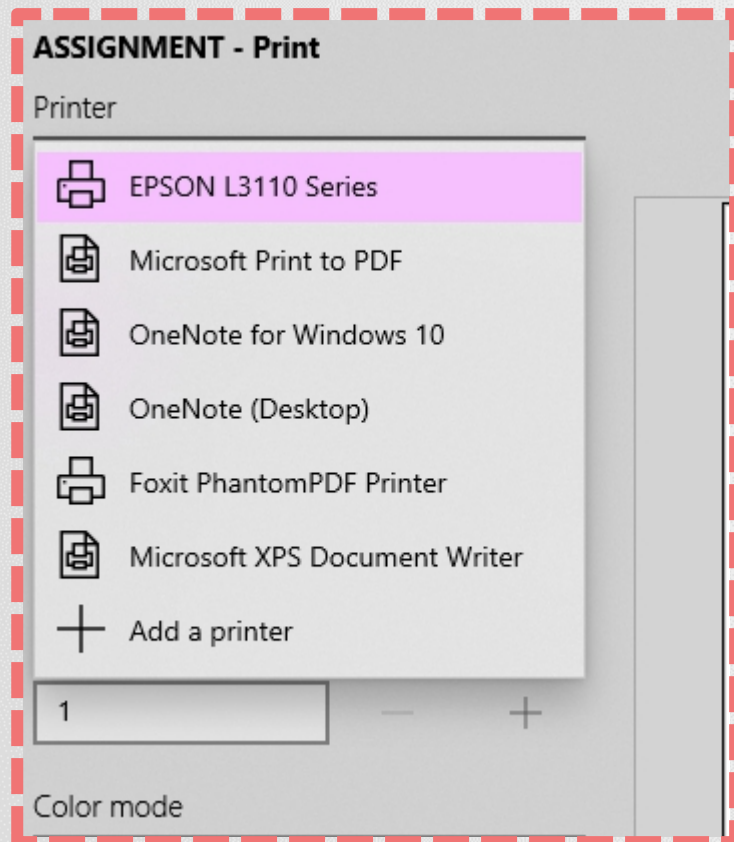 ASSIGNMENT - Print
Printer
EPSON L3110 Series
Microsoft Print to PDF
OneNote for Windows 10
OneNote (Desktop)
Foxit PhantomPDF Printer
Microsoft XPS Document Writer
Add a printer
1
Color mode